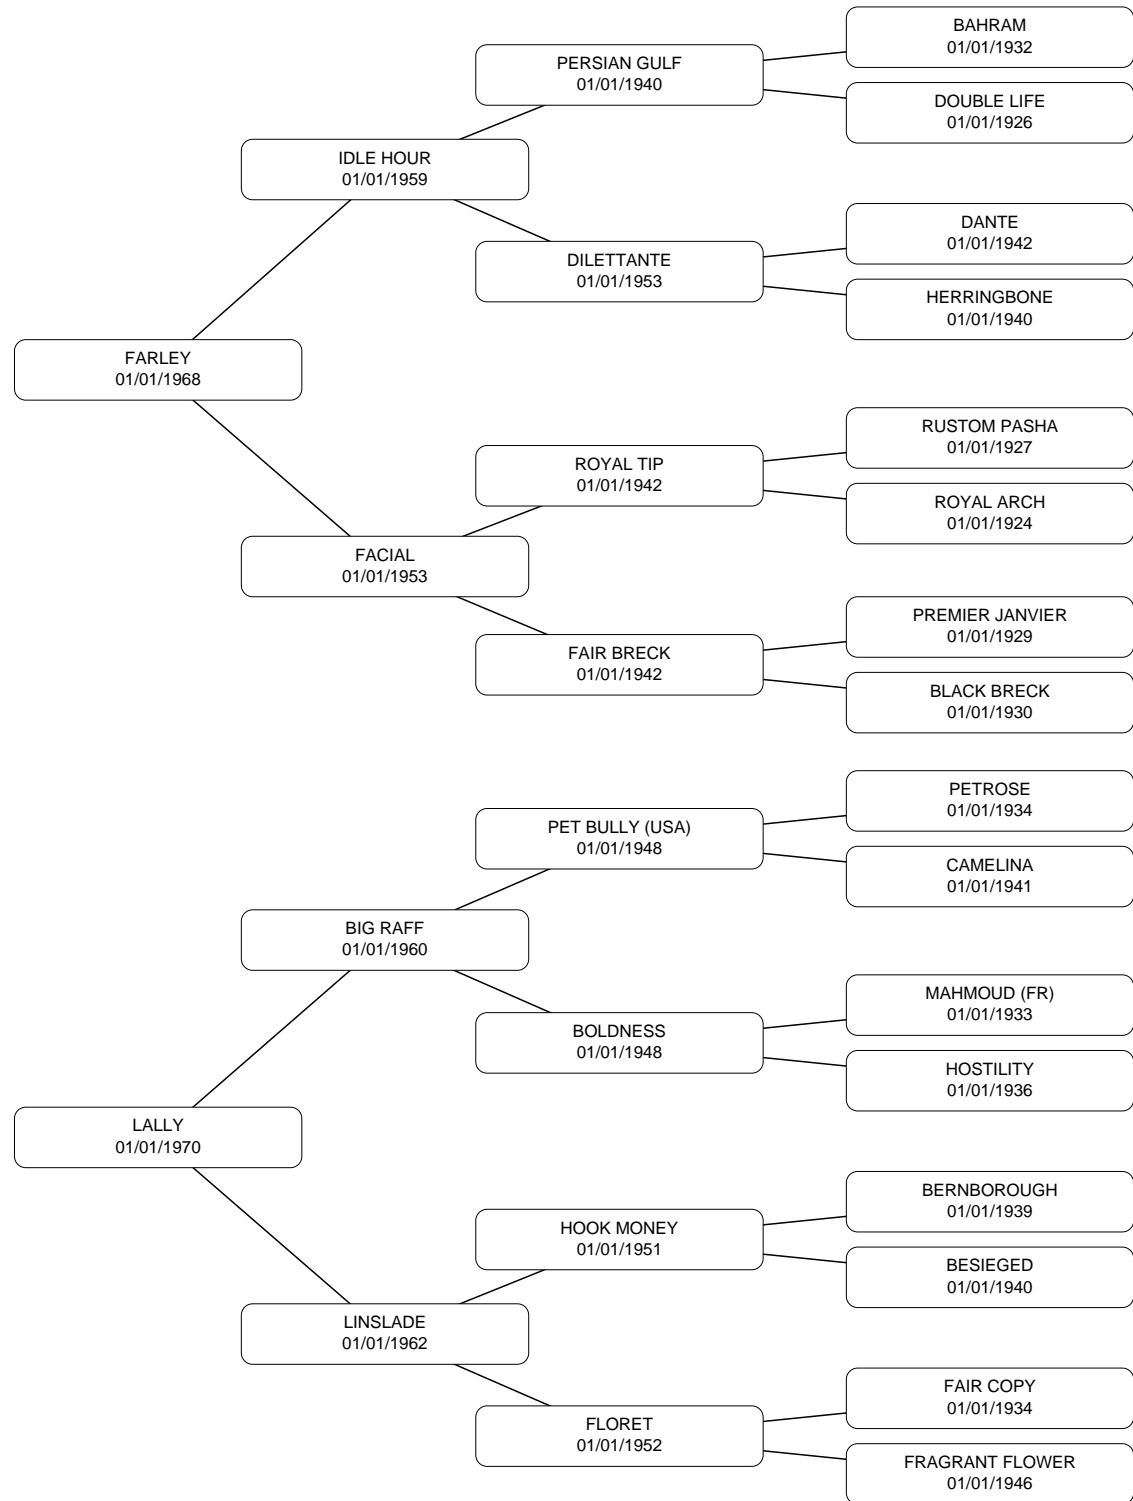 BAHRAM
01/01/1932
PERSIAN GULF
01/01/1940
DOUBLE LIFE
01/01/1926
IDLE HOUR
01/01/1959
DANTE
01/01/1942
DILETTANTE
01/01/1953
HERRINGBONE
01/01/1940
FARLEY
01/01/1968
RUSTOM PASHA
01/01/1927
ROYAL TIP
01/01/1942
ROYAL ARCH
01/01/1924
FACIAL
01/01/1953
PREMIER JANVIER
01/01/1929
FAIR BRECK
01/01/1942
BLACK BRECK
01/01/1930
PETROSE
01/01/1934
PET BULLY (USA)
01/01/1948
CAMELINA
01/01/1941
BIG RAFF
01/01/1960
MAHMOUD (FR)
01/01/1933
BOLDNESS
01/01/1948
HOSTILITY
01/01/1936
LALLY
01/01/1970
BERNBOROUGH
01/01/1939
HOOK MONEY
01/01/1951
BESIEGED
01/01/1940
LINSLADE
01/01/1962
FAIR COPY
01/01/1934
FLORET
01/01/1952
FRAGRANT FLOWER
01/01/1946